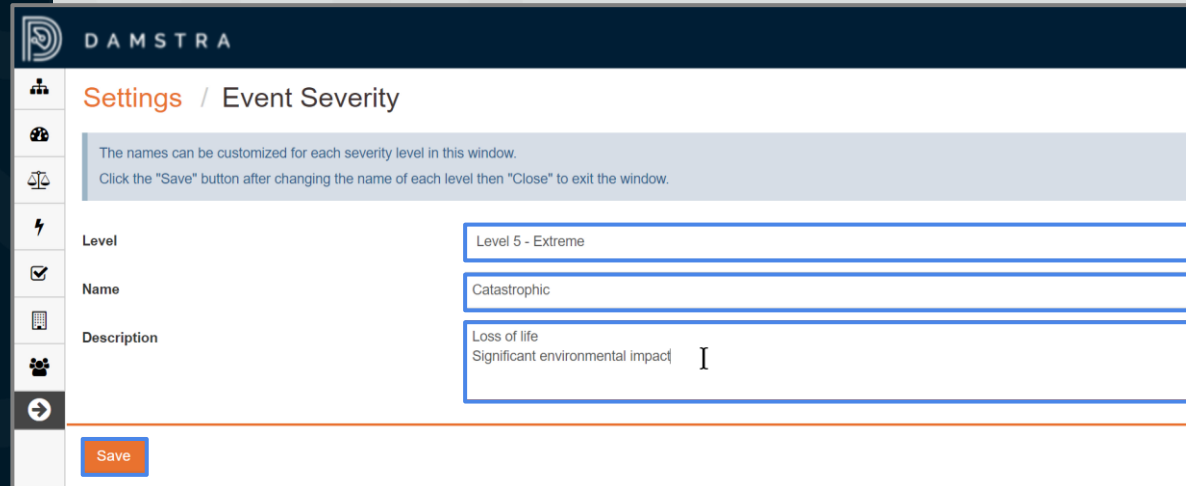 DAMSTRA
Settings / Event Severity
The names can be customized for each severity level in this window.
Click the "Save" button after changing the name of each level then "Close" to exit the window.
Level
Level 5 - Extreme
Name
Catastrophic
Description
Loss of life
Significant environmental impact
Save